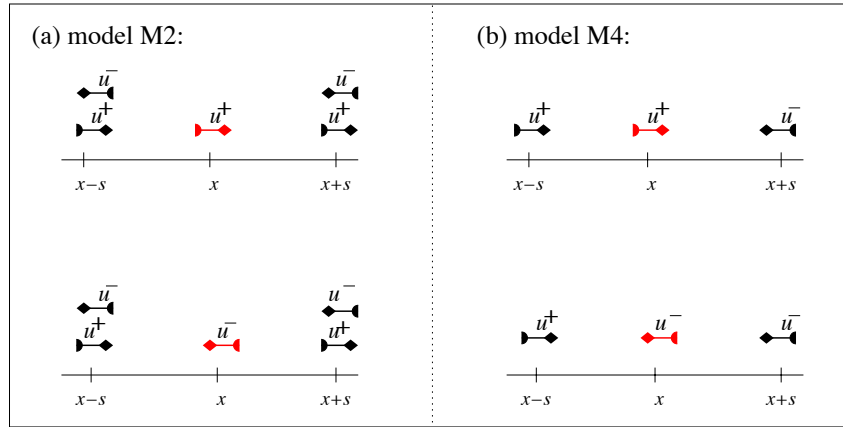 (a) model M2:
(b) model M4:
u⁻ u⁻
u⁺ u⁺ u⁺
u⁺ u⁺ u⁻
x−s x x+s
x−s x x+s
u⁻ u⁻
u⁺ u⁻ u⁺
u⁺ u⁻ u⁻
x−s x x+s
x−s x x+s